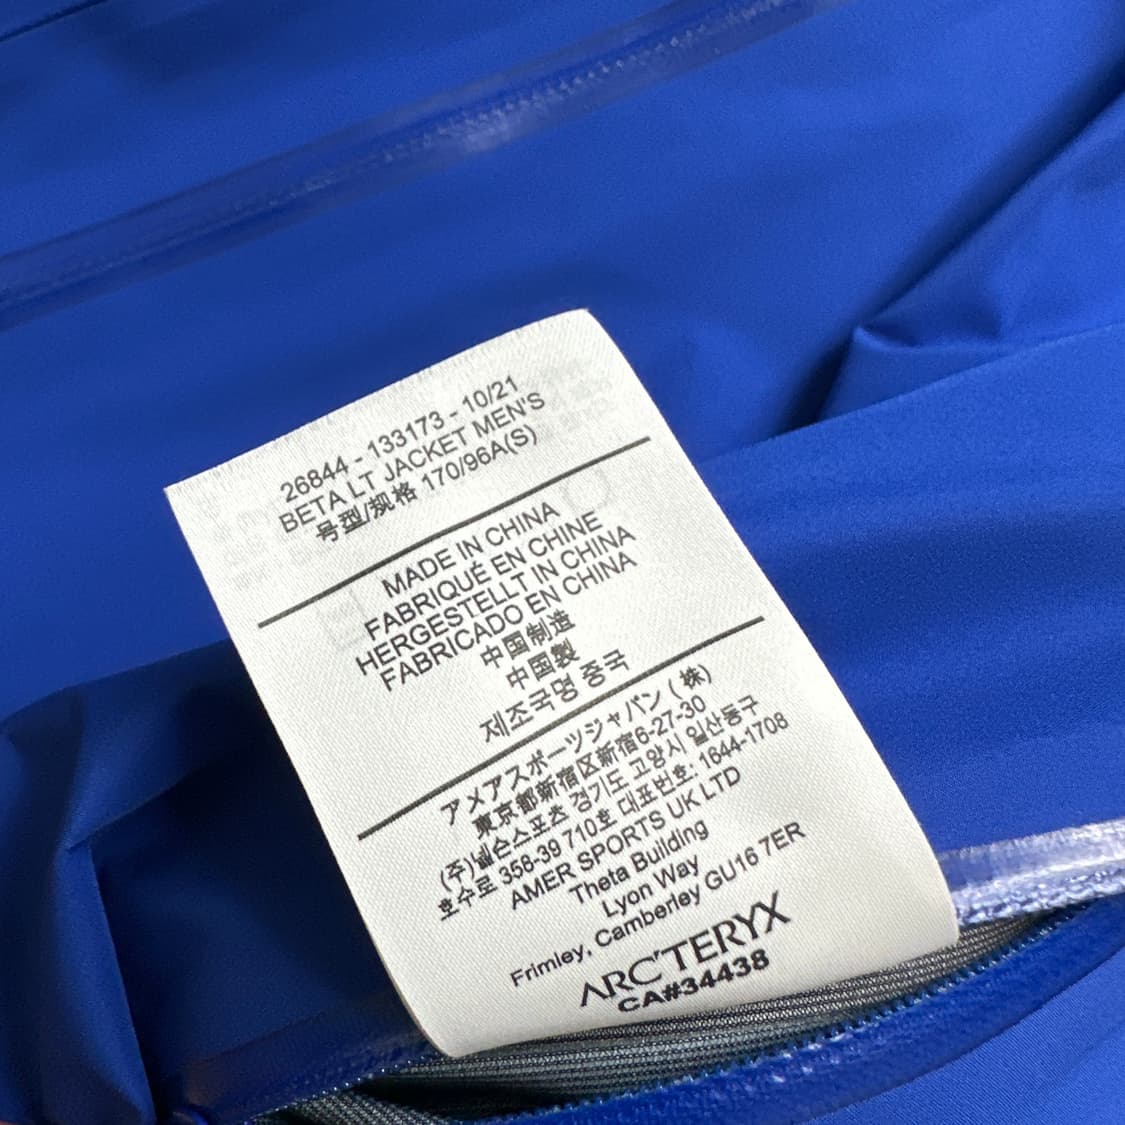 26844 - 133173 - 10/21
BETA LT JACKET MEN'S
号型/规格 170/96A(S)
MADE IN CHINA
FABRIQUÉ EN CHINE
HERGESTELLT IN CHINA
FABRICADO EN CHINA
中国制造
中国製
제조국명 중국
アメアスポーツジャパン(株)
東京都新宿区新宿6-27-30
(주)넬슨스포츠 경기도 고양시 일산동구
호수로 358-39 710호 대표번호: 1644-1708
AMER SPORTS UK LTD
Theta Building
Lyon Way
Frimley, Camberley GU16 7ER
ARC'TERYX
CA#34438